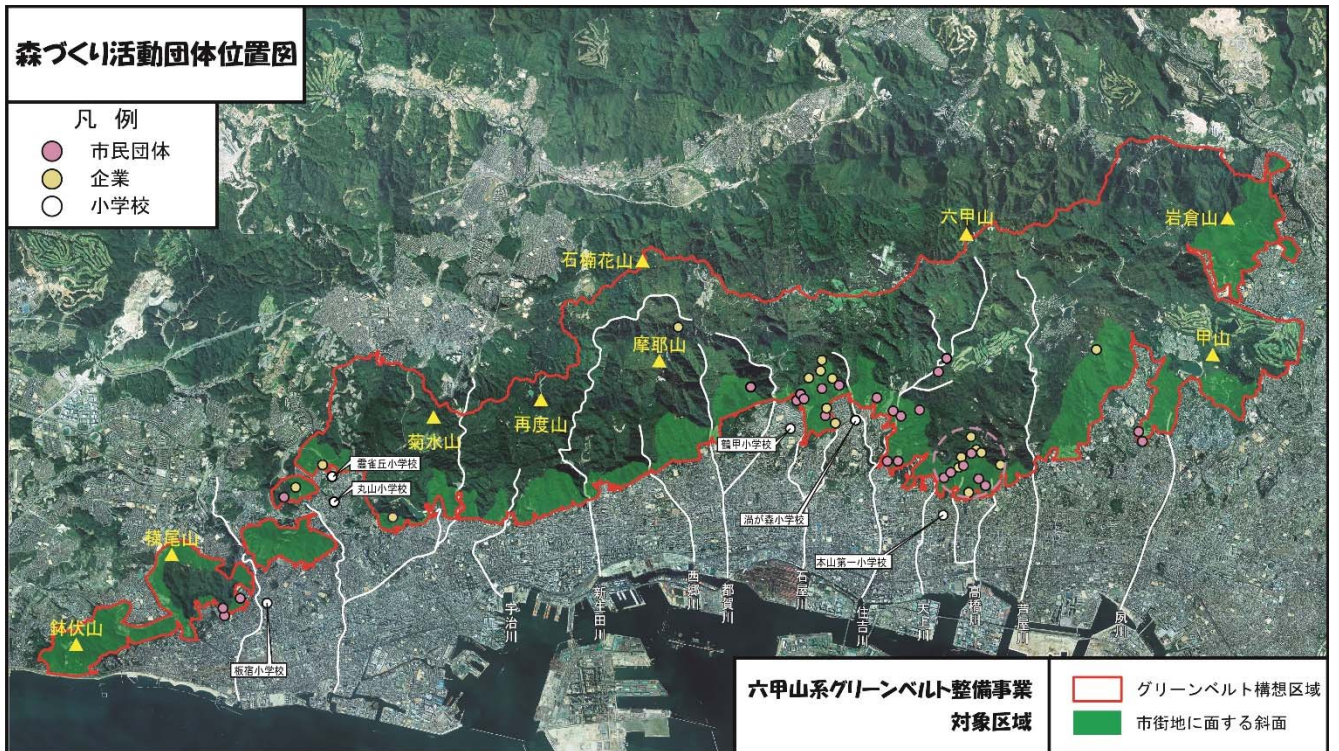 森づくり活動団体位置図
凡 例
市民団体
企業
小学校
六甲山
岩倉山
石楠花山
摩耶山
甲山
再度山
菊水山
鶴甲小学校
雲雀丘小学校
丸山小学校
渦が森小学校
本山第一小学校
横尾山
鉢伏山
板宿小学校
宇治川
新生田川
西郷川
都賀川
石屋川
住吉川
天上川
高橋川
芦屋川
夙川
六甲山系グリーンベルト整備事業
対象区域
グリーンベルト構想区域
市街地に面する斜面